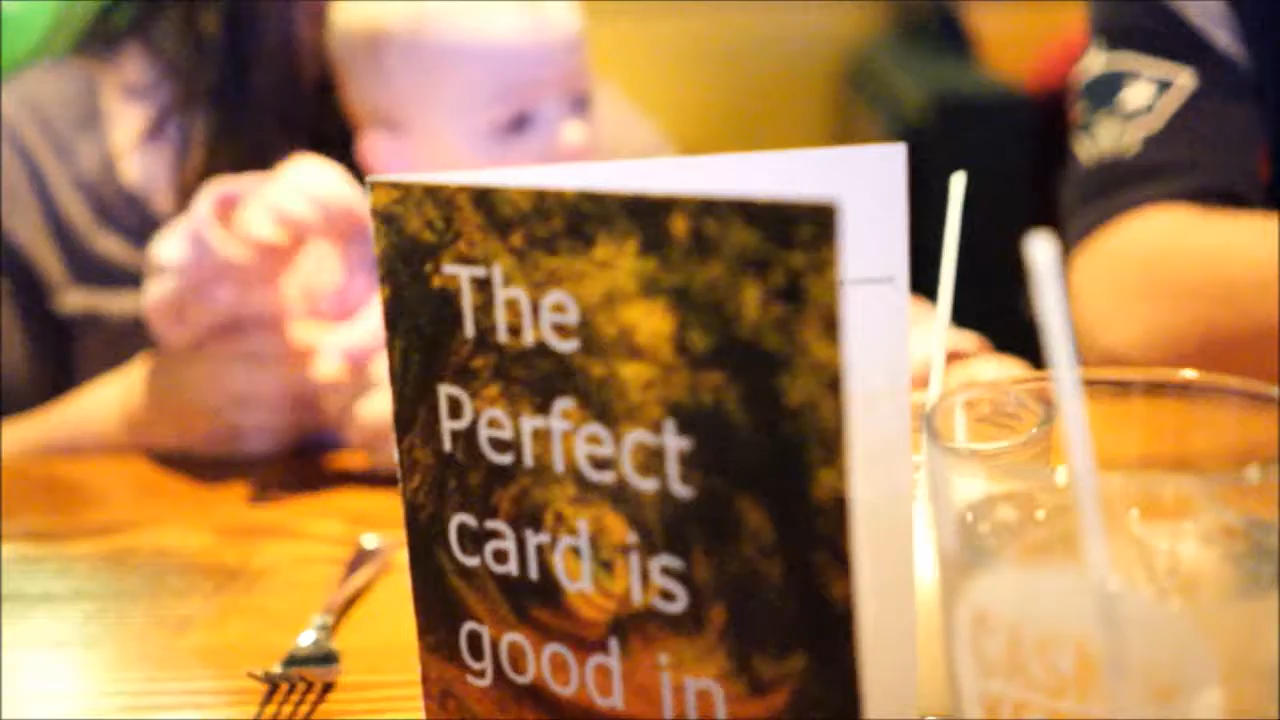 The
Perfect
card is
good in